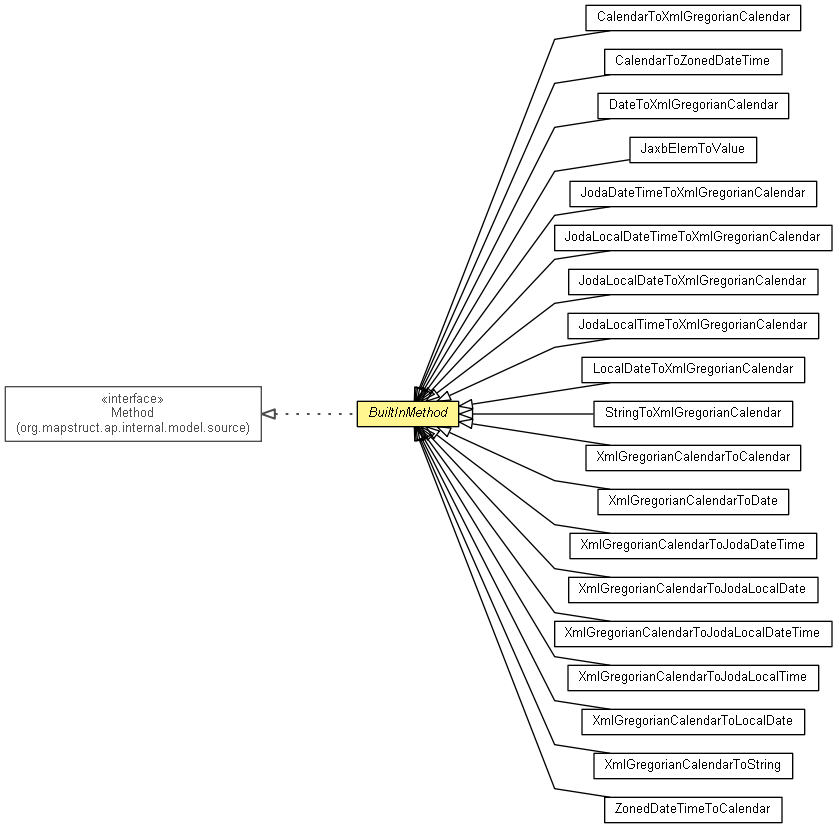 CalendarToXmlGregorianCalendar
CalendarToZonedDateTime
DateToXmlGregorianCalendar
JaxbElemToValue
JodaDateTimeToXmlGregorianCalendar
JodaLocalDateTimeToXmlGregorianCalendar
JodaLocalDateToXmlGregorianCalendar
JodaLocalTimeToXmlGregorianCalendar
LocalDateToXmlGregorianCalendar
«interface»
Method
(org.mapstruct.ap.internal.model.source)
BuiltInMethod
StringToXmlGregorianCalendar
XmlGregorianCalendarToCalendar
XmlGregorianCalendarToDate
XmlGregorianCalendarToJodaDateTime
XmlGregorianCalendarToJodaLocalDate
XmlGregorianCalendarToJodaLocalDateTime
XmlGregorianCalendarToJodaLocalTime
XmlGregorianCalendarToLocalDate
XmlGregorianCalendarToString
ZonedDateTimeToCalendar